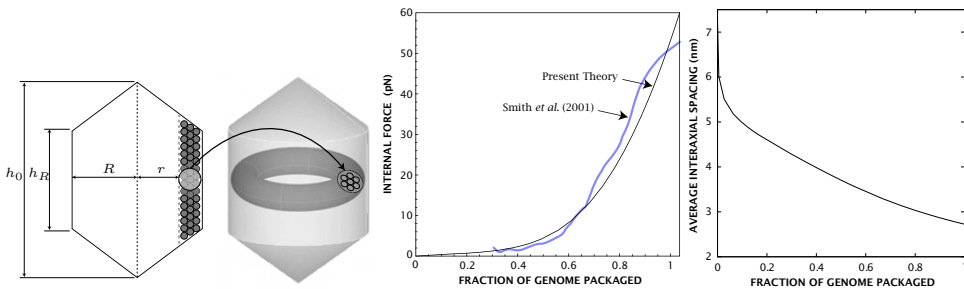 h0
hR
R
r
INTERNAL FORCE (pN)
60
50
40
30
20
10
0
Present Theory
Smith et al. (2001)
0
0.2
0.4
0.6
0.8
1
FRACTION OF GENOME PACKAGED
AVERAGE INTERAXIAL SPACING (nm)
7
6
5
4
3
2
0
0.2
0.4
0.6
0.8
1
FRACTION OF GENOME PACKAGED